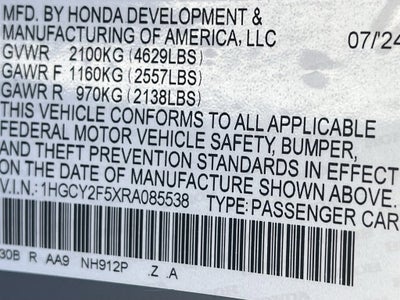 MFD. BY HONDA DEVELOPMENT &
MANUFACTURING OF AMERICA, LLC 07/24
GVWR 2100KG (4629LBS)
GAWR F 1160KG (2557LBS)
GAWR R 970KG (2138LBS)
THIS VEHICLE CONFORMS TO ALL APPLICABLE
FEDERAL MOTOR VEHICLE SAFETY, BUMPER,
AND THEFT PREVENTION STANDARDS IN EFFECT
ON THE DATE OF MANUFACTURE SHOWN ABOVE.
V.I.N.: 1HGCY2F5XRA085538 TYPE: PASSENGER CAR
30B R AA9 NH912P .Z .A